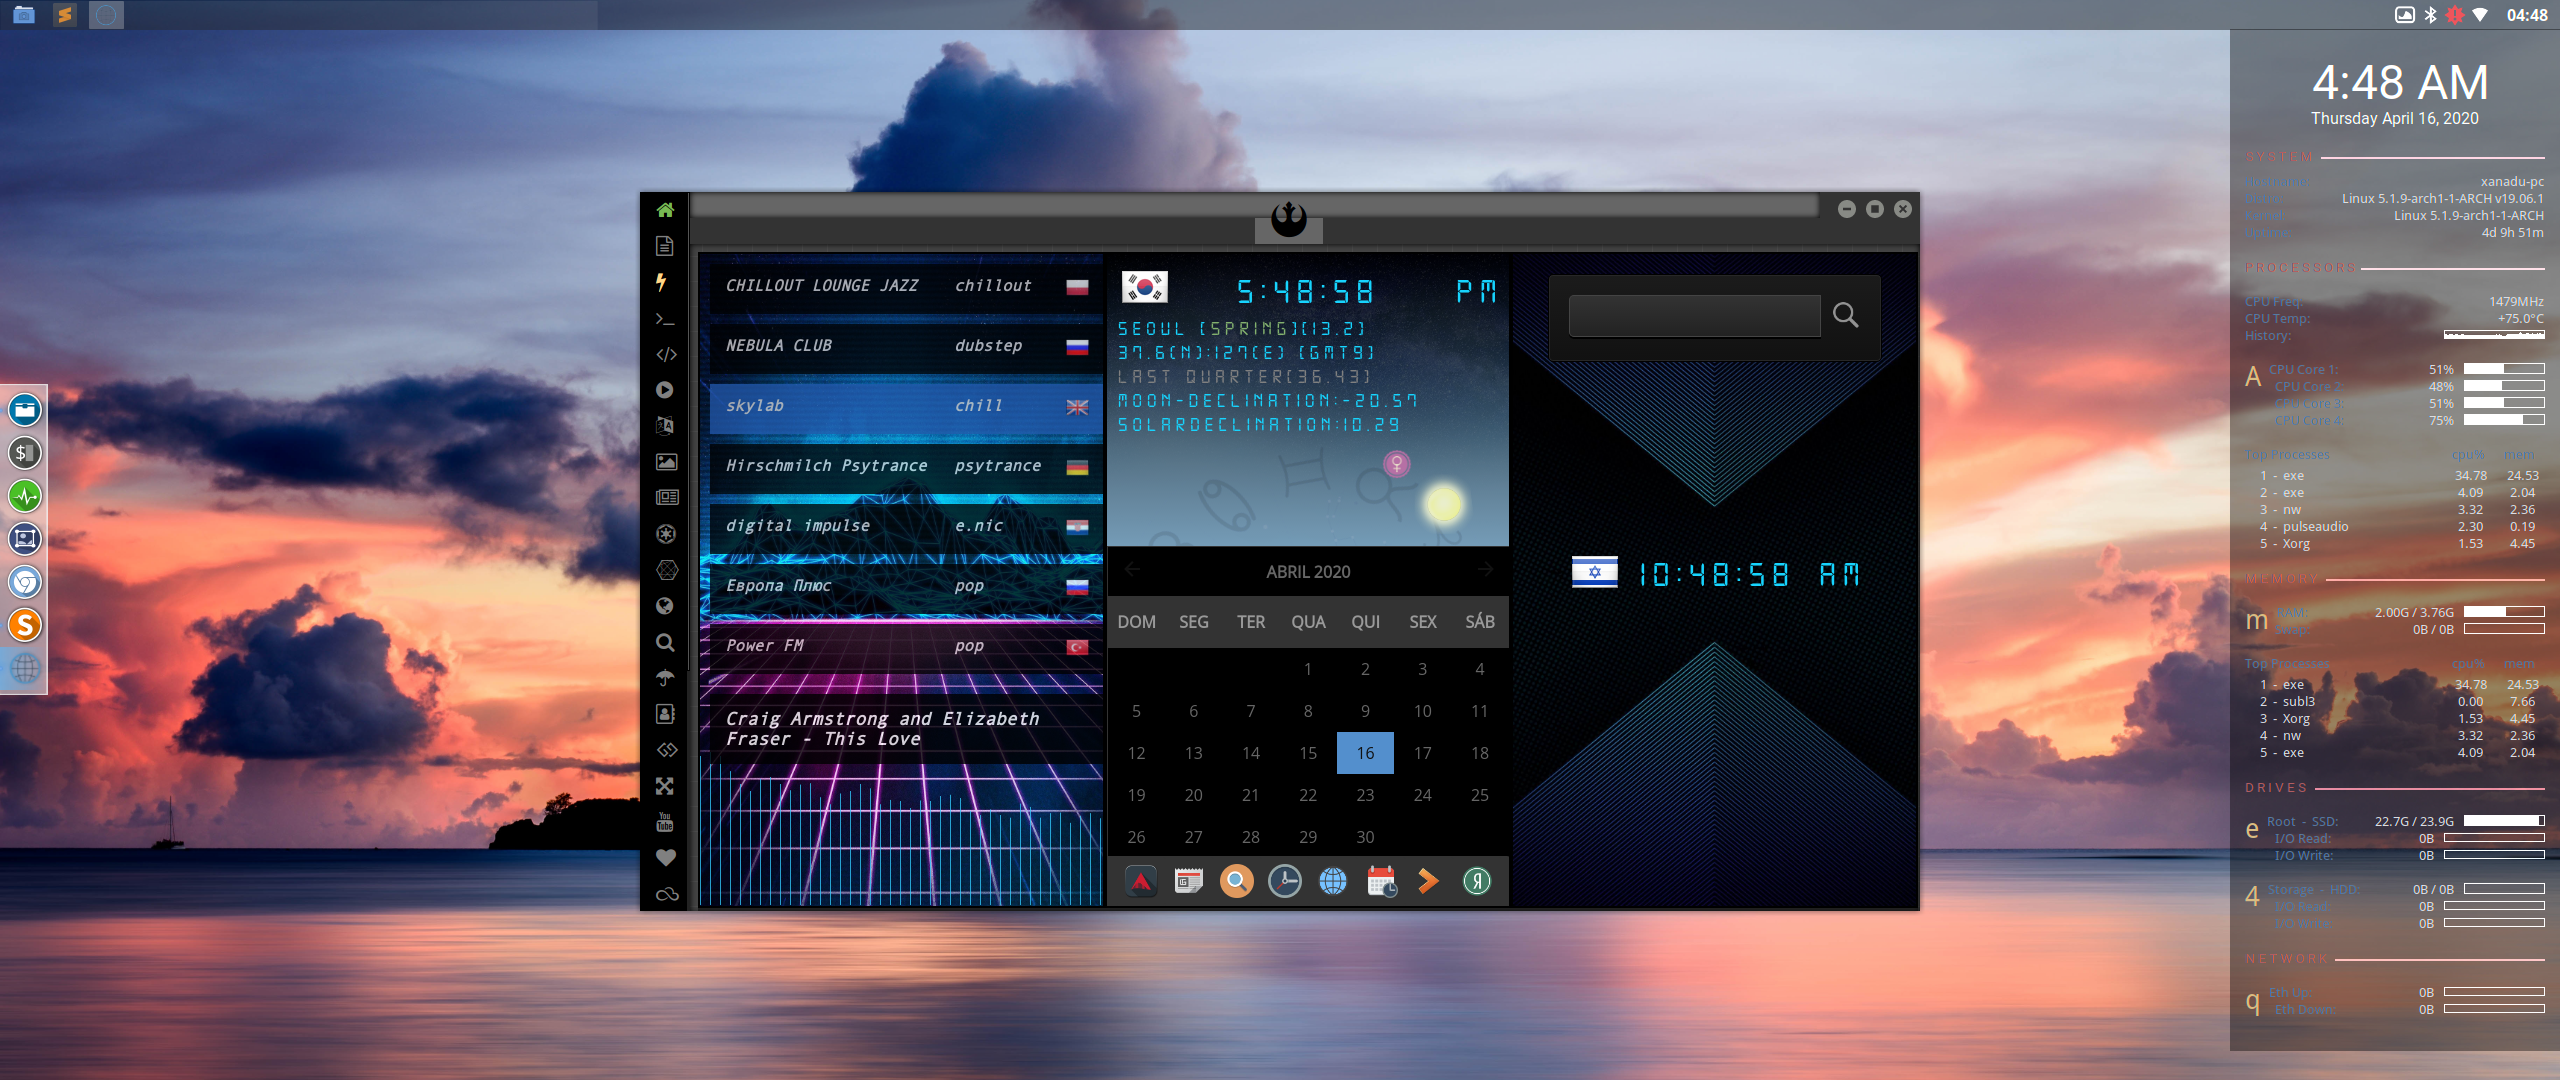 04:48
4:48 AM
Thursday April 16, 2020
SYSTEM
xanadu-pc
Linux 5.1.9-arch1-1-ARCH v19.06.1
Linux 5.1.9-arch1-1-ARCH
4d 9h 51m
PROCESSORS
CPU Freq: 1479MHz
CPU Temp: +75.0°C
History:
A CPU Core 1: 51%
CPU Core 2: 48%
CPU Core 3: 51%
CPU Core 4: 75%
Top Processes cpu% mem
1 - exe 34.78 24.53
2 - exe 4.09 2.04
3 - nw 3.32 2.36
4 - pulseaudio 2.30 0.19
5 - Xorg 1.53 4.45
MEMORY
m RAM: 2.00G / 3.76G
Swap: 0B / 0B
Top Processes cpu% mem
1 - exe 34.78 24.53
2 - subl3 0.00 7.66
3 - Xorg 1.53 4.45
4 - nw 3.32 2.36
5 - exe 4.09 2.04
DRIVES
e Root - SSD: 22.7G / 23.9G
I/O Read: 0B
I/O Write: 0B
4 Storage - HDD: 0B / 0B
I/O Read: 0B
I/O Write: 0B
NETWORK
q Eth Up: 0B
Eth Down: 0B
CHILLOUT LOUNGE JAZZ chillout
NEBULA CLUB dubstep
skylab chill
Hirschmilch Psytrance psytrance
digital impulse e.nic
Европа Плюс pop
Power FM pop
Craig Armstrong and Elizabeth
Fraser - This Love
You
Tube
5:48:58 PM
SEOUL [SPRING][13.2]
37.6(N):127(E) [GMT9]
LAST QUARTER[36.43]
MOON-DECLINATION:-20.57
SOLARDECLINATION:10.29
ABRIL 2020
DOM SEG TER QUA QUI SEX SÁB
1 2 3 4
5 6 7 8 9 10 11
12 13 14 15 16 17 18
19 20 21 22 23 24 25
26 27 28 29 30
10:48:58 AM